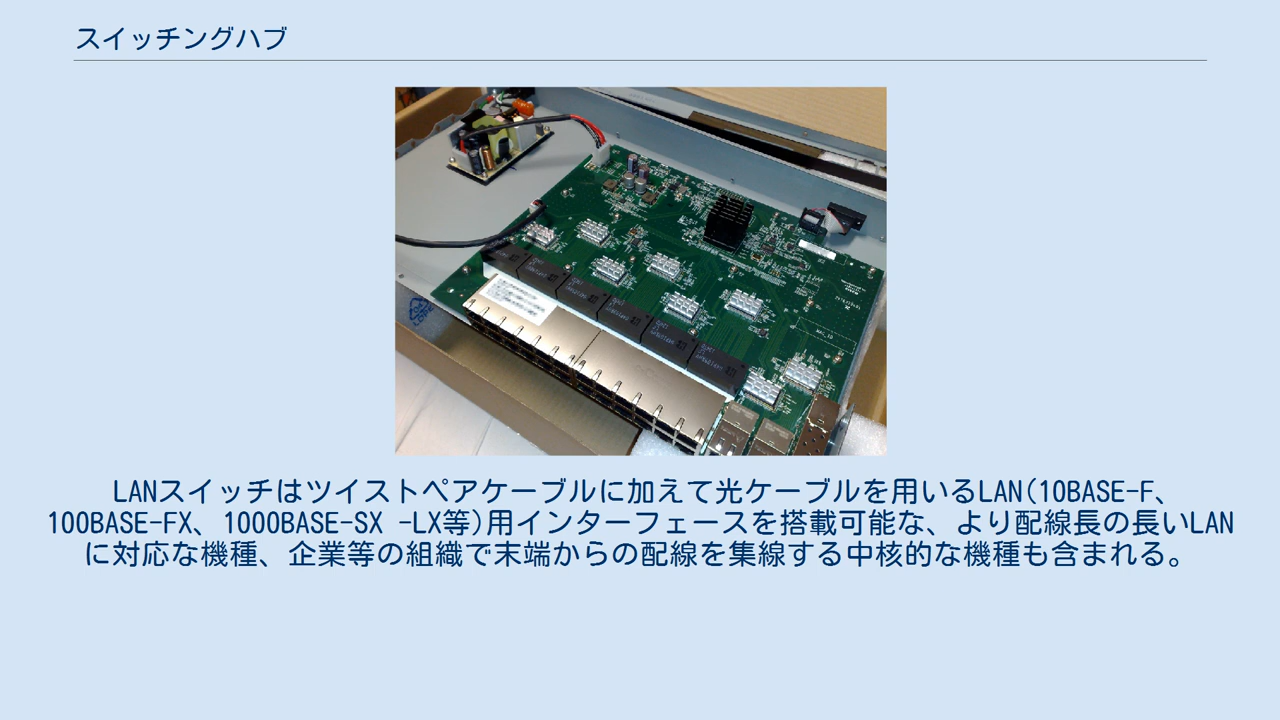 スイッチングハブ
LANスイッチはツイストペアケーブルに加えて光ケーブルを用いるLAN(10BASE-F、
100BASE-FX、1000BASE-SX -LX等)用インターフェースを搭載可能な、より配線長の長いLAN
に対応な機種、企業等の組織で末端からの配線を集線する中核的な機種も含まれる。